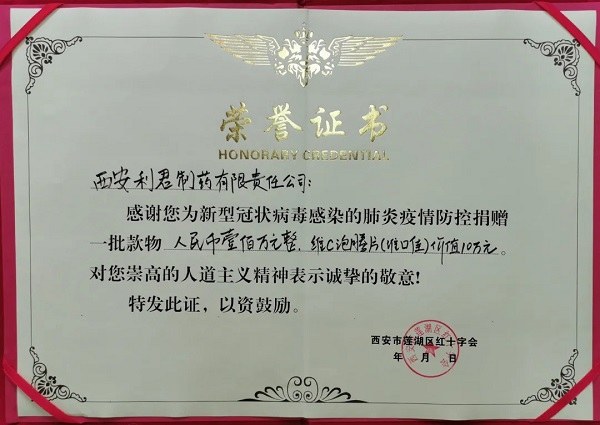 荣誉证书
HONORARY CREDENTIAL
西安利君制药有限责任公司:
感谢您为新型冠状病毒感染的肺炎疫情防控捐赠
一批款物 人民币壹佰万元整、维C泡腾片(维口佳)价值10万元。
对您崇高的人道主义精神表示诚挚的敬意!
特发此证，以资鼓励。
西安市莲湖区红十字会
年 月 日